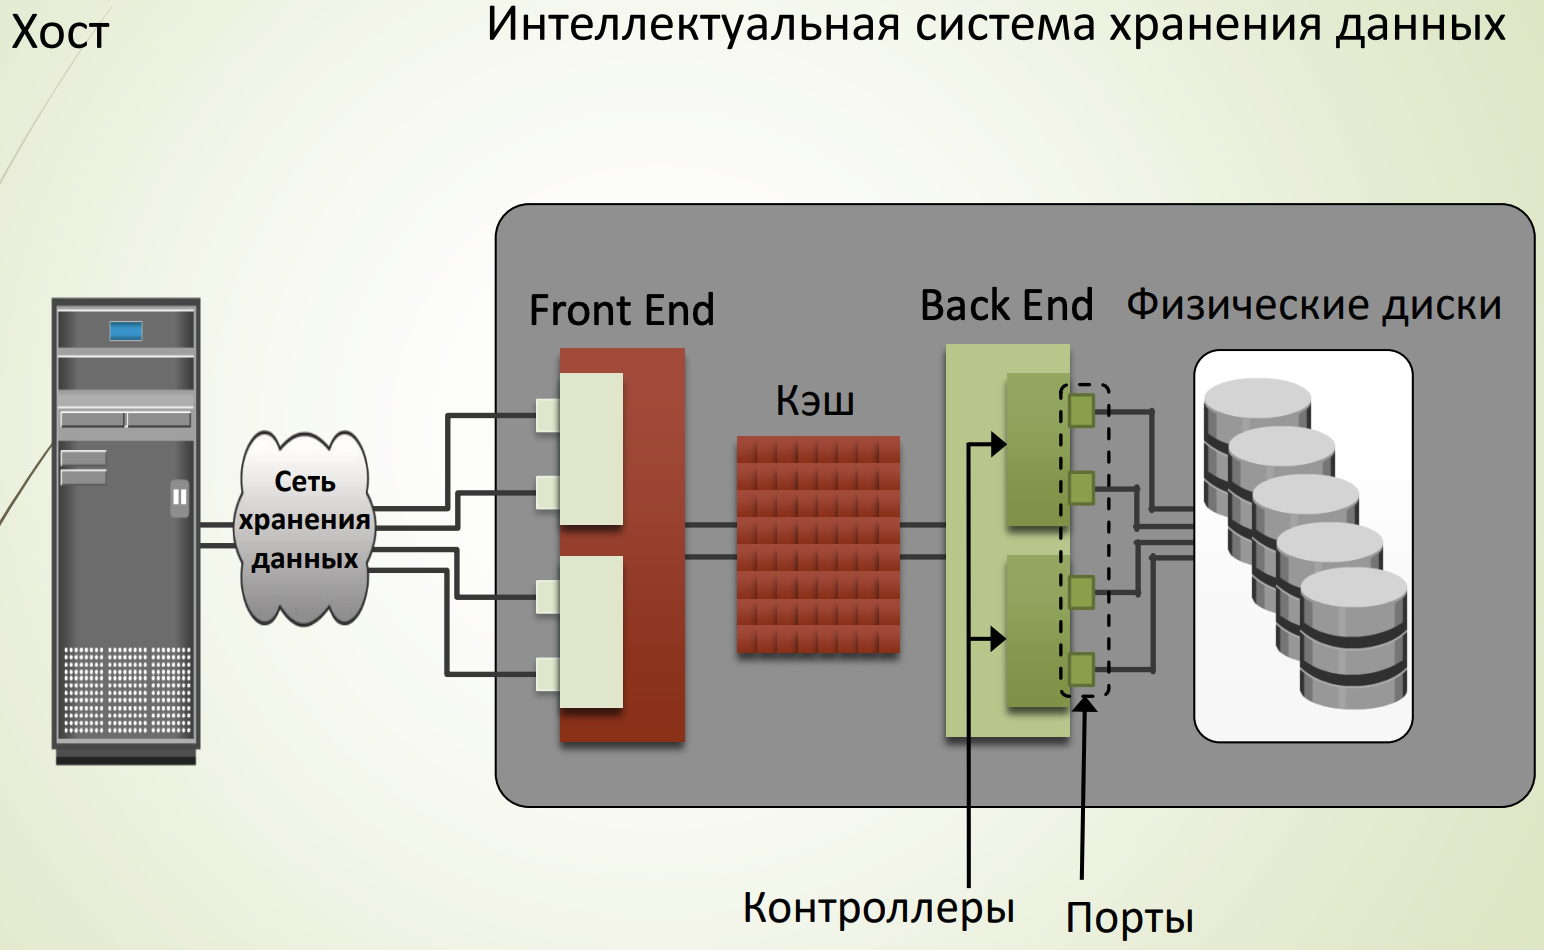 Хост
Интеллектуальная система хранения данных
Front End
Back End
Физические диски
Кэш
Сеть
хранения
данных
Контроллеры
Порты